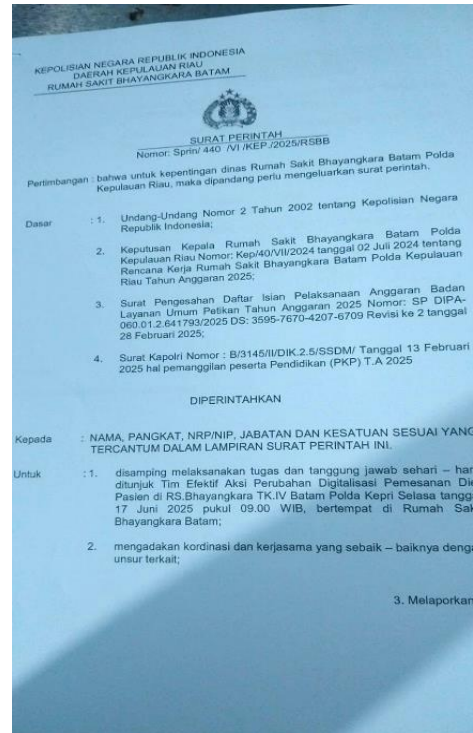 KEPOLISIAN NEGARA REPUBLIK INDONESIA
DAERAH KEPULAUAN RIAU
RUMAH SAKIT BHAYANGKARA BATAM
SURAT PERINTAH
Nomor: Sprin/ 440 /VI /KEP./2025/RSBB
Pertimbangan : bahwa untuk kepentingan dinas Rumah Sakit Bhayangkara Batam Polda
Kepulauan Riau, maka dipandang perlu mengeluarkan surat perintah.
Dasar : 1. Undang-Undang Nomor 2 Tahun 2002 tentang Kepolisian Negara
Republik Indonesia;
2. Keputusan Kepala Rumah Sakit Bhayangkara Batam Polda
Kepulauan Riau Nomor: Kep/40/VII/2024 tanggal 02 Juli 2024 tentang
Rencana Kerja Rumah Sakit Bhayangkara Batam Polda Kepulauan
Riau Tahun Anggaran 2025;
3. Surat Pengesahan Daftar Isian Pelaksanaan Anggaran Badan
Layanan Umum Petikan Tahun Anggaran 2025 Nomor: SP DIPA-
060.01.2.641793/2025 DS: 3595-7670-4207-6709 Revisi ke 2 tanggal
28 Februari 2025;
4. Surat Kapolri Nomor : B/3145/II/DIK.2.5/SSDM/ Tanggal 13 Februari
2025 hal pemanggilan peserta Pendidikan (PKP) T.A 2025
DIPERINTAHKAN
Kepada : NAMA, PANGKAT, NRP/NIP, JABATAN DAN KESATUAN SESUAI YANG
TERCANTUM DALAM LAMPIRAN SURAT PERINTAH INI.
Untuk : 1. disamping melaksanakan tugas dan tanggung jawab sehari – har
ditunjuk Tim Efektif Aksi Perubahan Digitalisasi Pemesanan Die
Pasien di RS.Bhayangkara TK.IV Batam Polda Kepri Selasa tangga
17 Juni 2025 pukul 09.00 WIB, bertempat di Rumah Sak
Bhayangkara Batam;
2. mengadakan kordinasi dan kerjasama yang sebaik – baiknya denga
unsur terkait;
3. Melaporkan